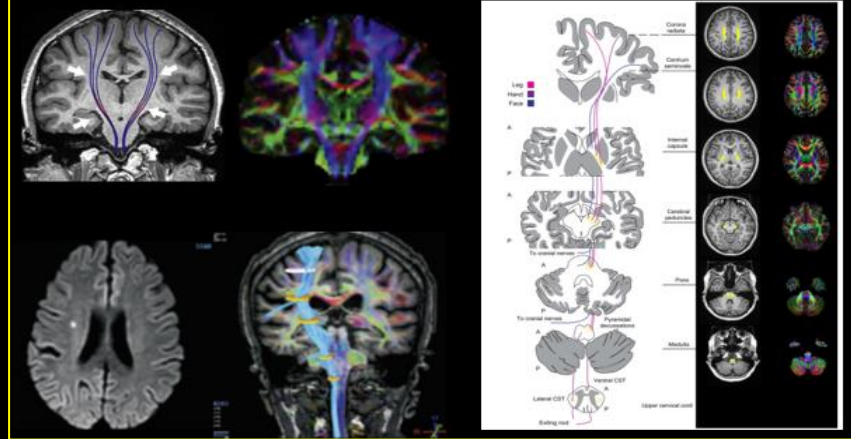 Corona
radiata
Centrum
semiovale
Leg
Hand
Face
A
Internal
capsule
P
A
Cerebral
peduncles
P
To cranial nerves
A
Pons
P
To cranial nerves
Pyramidal
decussations
A
Medulla
P
Ventral CST
Lateral CST
A
P
Upper cervical cord
Exiting root